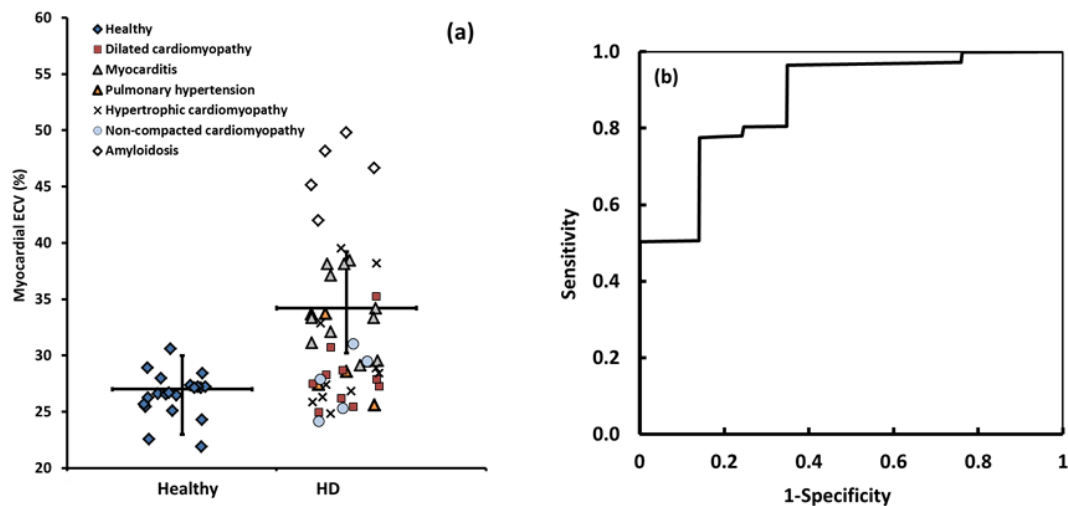 (a)
Healthy
Dilated cardiomyopathy
Myocarditis
Pulmonary hypertension
Hypertrophic cardiomyopathy
Non-compacted cardiomyopathy
Amyloidosis
Myocardial ECV (%)
60
55
50
45
40
35
30
25
20
Healthy
HD
(b)
Sensitivity
1.0
0.8
0.6
0.4
0.2
0.0
0
0.2
0.4
0.6
0.8
1
1-Specificity